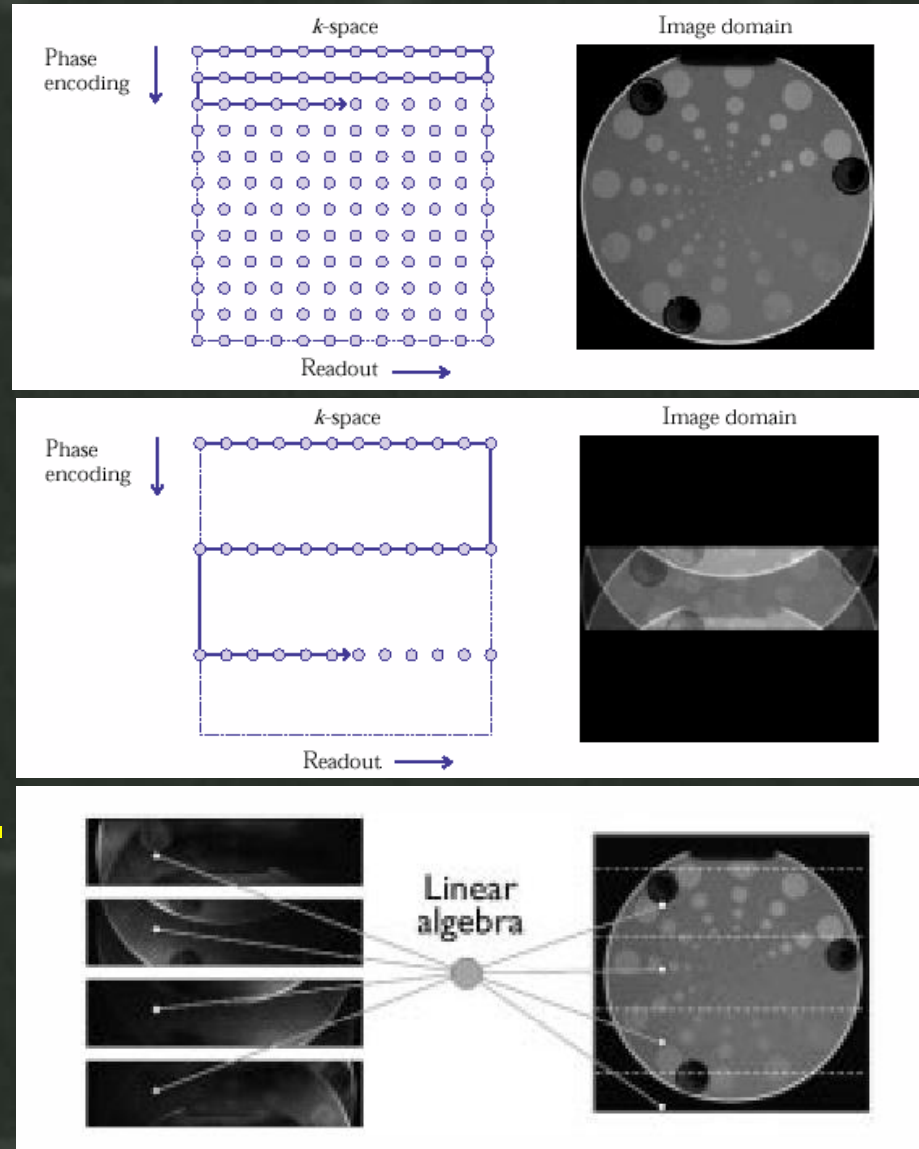 k-space
Image domain
Phase
encoding
Readout
k-space
Image domain
Phase
encoding
Readout
Linear
algebra